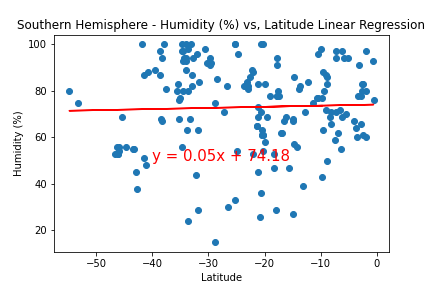 Southern Hemisphere - Humidity (%) vs, Latitude Linear Regression
100
80
60
40
20
Humidity (%)
y = 0.05x + 74.18
−50
−40
−30
−20
−10
0
Latitude